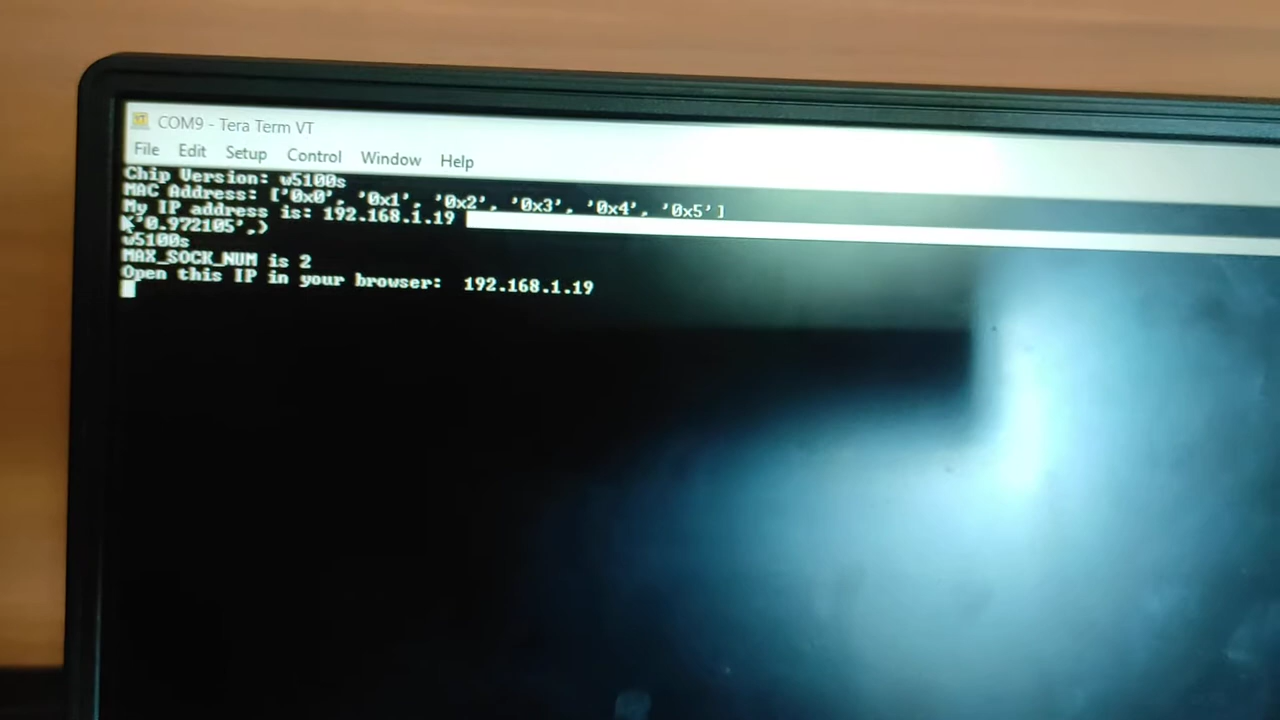 COM9 - Tera Term VT
File Edit Setup Control Window Help
Chip Version: w5100s
MAC Address: ['0x0', '0x1', '0x2', '0x3', '0x4', '0x5']
My IP address is: 192.168.1.19
'0.972105',)
w5100s
MAX_SOCK_NUM is 2
Open this IP in your browser: 192.168.1.19